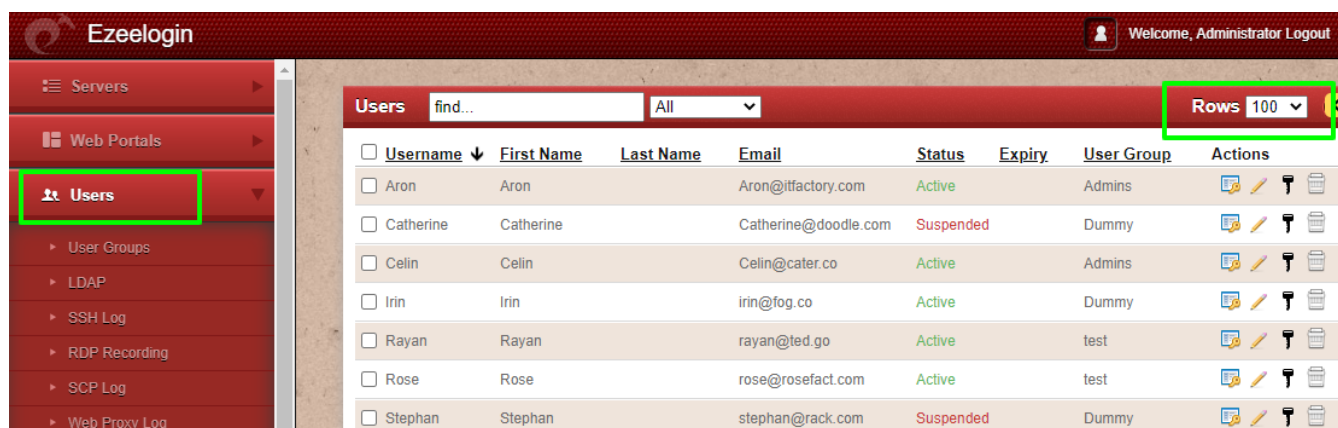 Ezeelogin
Welcome, Administrator Logout
Servers
Web Portals
Users
User Groups
LDAP
SSH Log
RDP Recording
SCP Log
Web Proxy Log
Users find... All Rows 100
Username First Name Last Name Email Status Expiry User Group Actions
Aron Aron Aron@itfactory.com Active Admins
Catherine Catherine Catherine@doodle.com Suspended Dummy
Celin Celin Celin@cater.co Active Admins
Irin Irin irin@fog.co Active Dummy
Rayan Rayan rayan@ted.go Active test
Rose Rose rose@rosefact.com Active test
Stephan Stephan stephan@rack.com Suspended Dummy